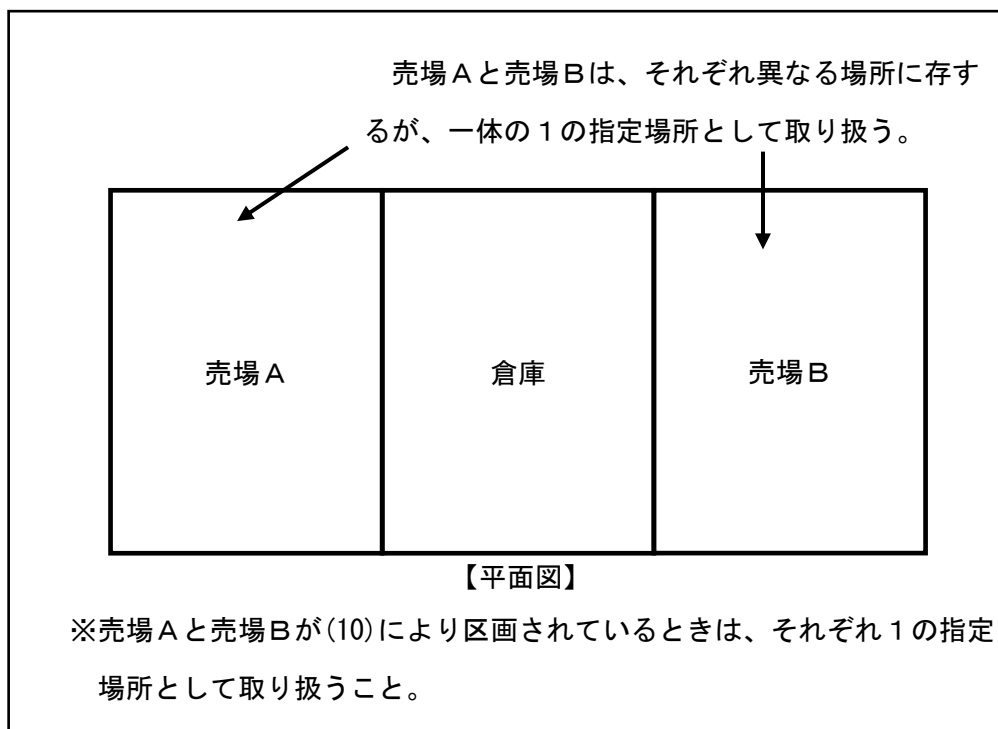 売場Aと売場Bは、それぞれ異なる場所に存す
るが、一体の1の指定場所として取り扱う。
売場A
倉庫
売場B
【平面図】
※売場Aと売場Bが(10)により区画されているときは、それぞれ1の指定
場所として取り扱うこと。